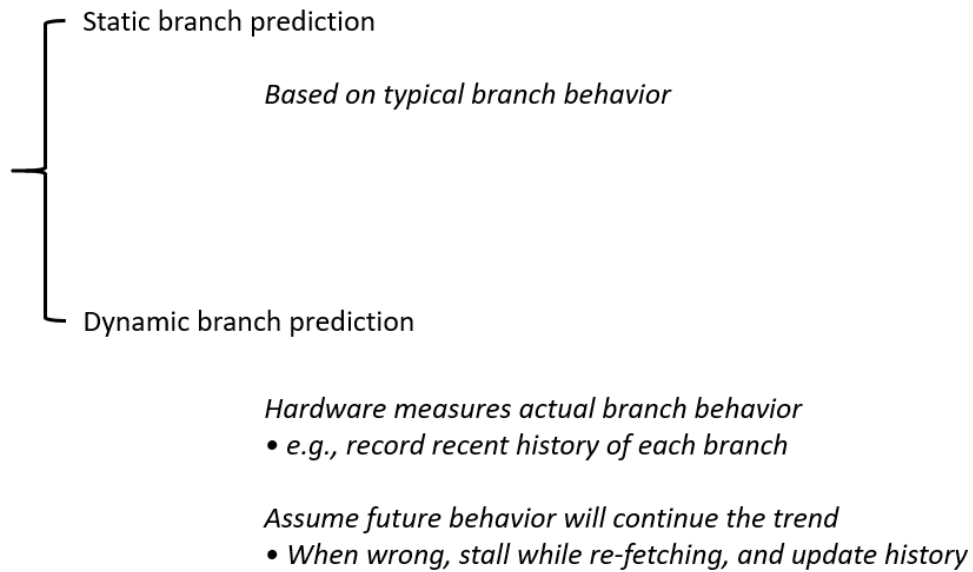 Static branch prediction
Based on typical branch behavior
Dynamic branch prediction
Hardware measures actual branch behavior
• e.g., record recent history of each branch
Assume future behavior will continue the trend
• When wrong, stall while re-fetching, and update history